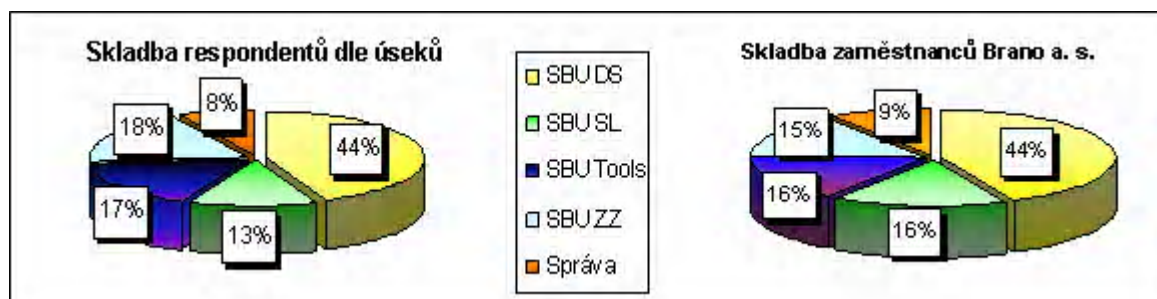 Skladba respondentů dle úseků
8%
18%
44%
17%
13%
SBU DS
SBU SL
SBU Tools
SBU ZZ
Správa
Skladba zaměstnanců Brano a. s.
9%
15%
44%
16%
16%